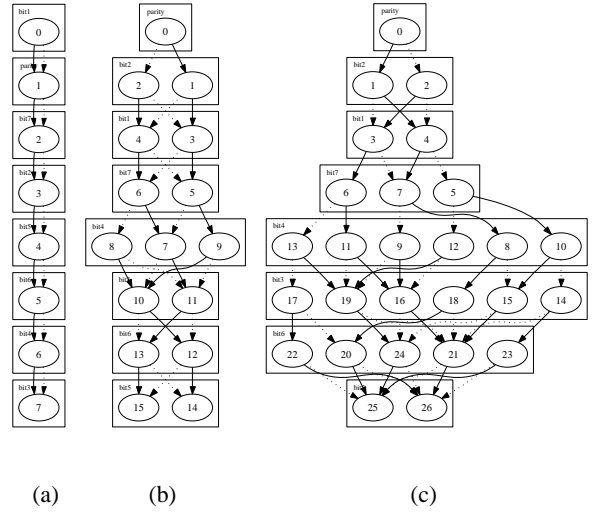 bit1
0
parity
1
bit7
2
bit2
3
bit5
4
bit6
5
bit4
6
bit3
7
(a)
parity
0
bit2
2 1
bit1
4 3
bit7
6 5
bit4
8 7 9
10 11
bit6
13 12
bit5
15 14
(b)
parity
0
bit2
1 2
bit1
3 4
bit7
6 7 5
bit4
13 11 9 12 8 10
bit3
17 19 16 18 15 14
bit6
22 20 24 21 23
25 26
(c)